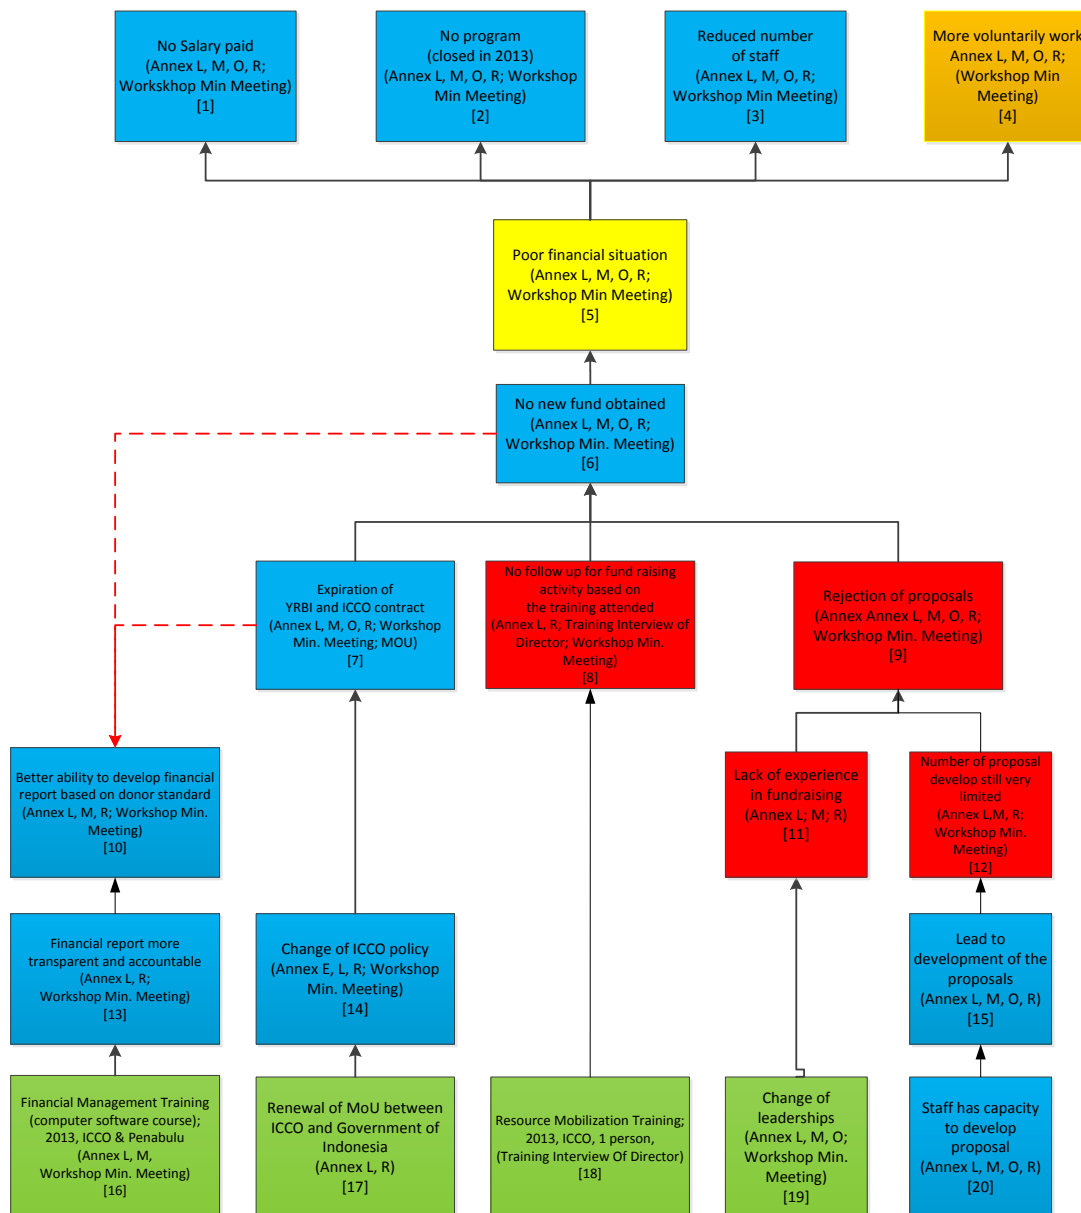 No Salary paid
(Annex L, M, O, R;
Workskhop Min Meeting)
[1]
No program
(closed in 2013)
(Annex L, M, O, R; Workshop
Min Meeting)
[2]
Reduced number
of staff
(Annex L, M, O, R;
Workshop Min Meeting)
[3]
More voluntarily work
Annex L, M, O, R;
(Workshop Min
Meeting)
[4]
Poor financial situation
(Annex L, M, O, R;
Workshop Min Meeting)
[5]
No new fund obtained
(Annex L, M, O, R;
Workshop Min. Meeting)
[6]
Expiration of
YRBI and ICCO contract
(Annex L, M, O, R; Workshop
Min. Meeting; MOU)
[7]
No follow up for fund raising
activity based on
the training attended
(Annex L, R; Training Interview of
Director; Workshop Min.
Meeting)
[8]
Rejection of proposals
(Annex Annex L, M, O, R;
Workshop Min. Meeting)
[9]
Better ability to develop financial
report based on donor standard
(Annex L, M, R; Workshop Min.
Meeting)
[10]
Lack of experience
in fundraising
(Annex L; M; R)
[11]
Number of proposal
develop still very
limited
(Annex L,M, R;
Workshop Min.
Meeting)
[12]
Financial report more
transparent and accountable
(Annex L, R;
Workshop Min. Meeting)
[13]
Change of ICCO policy
(Annex E, L, R; Workshop
Min. Meeting)
[14]
Lead to
development of the
proposals
(Annex L, M, O, R)
[15]
Financial Management Training
(computer software course);
2013, ICCO & Penabulu
(Annex L, M,
Workshop Min. Meeting)
[16]
Renewal of MoU between
ICCO and Government of
Indonesia
(Annex L, R)
[17]
Resource Mobilization Training;
2013, ICCO, 1 person,
(Training Interview Of Director)
[18]
Change of
leaderships
(Annex L, M, O;
Workshop Min.
Meeting)
[19]
Staff has capacity
to develop
proposal
(Annex L, M, O, R)
[20]